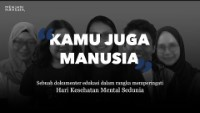 "KAMU JUGA
MANUSIA"
Sebuah dokumenter edukasi dalam rangka memperingati
Hari Kesehatan Mental Sedunia